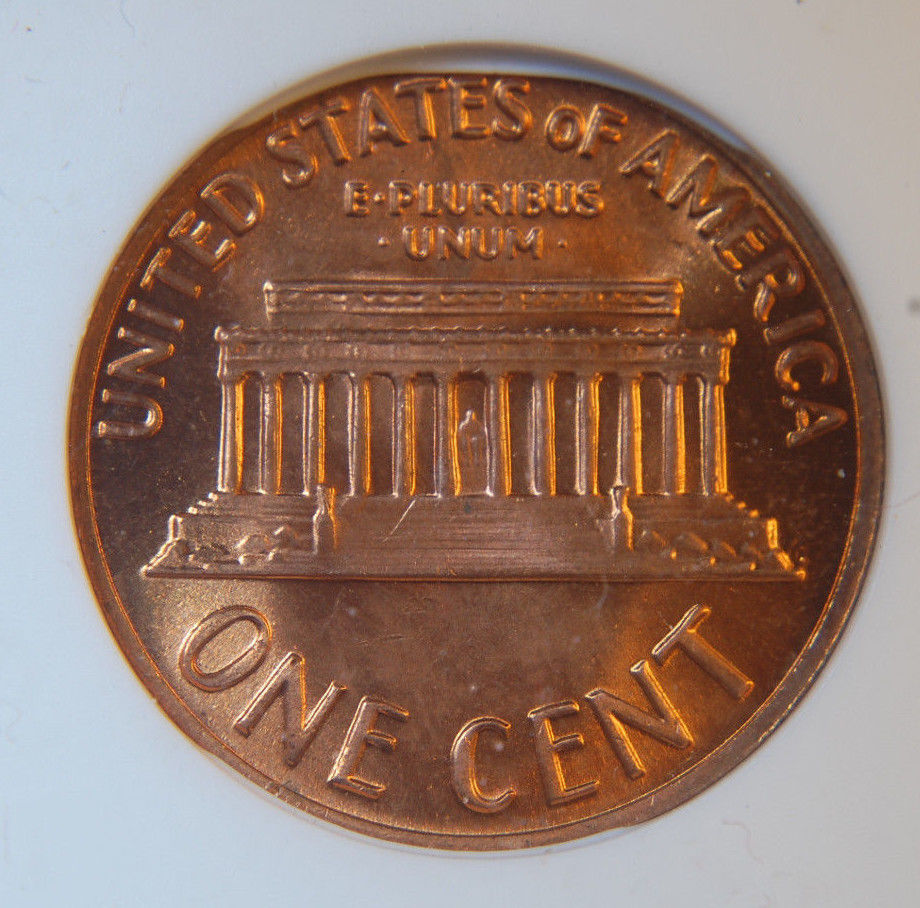 UNITED STATES OF AMERICA
E·PLURIBUS
·UNUM·
ONE CENT